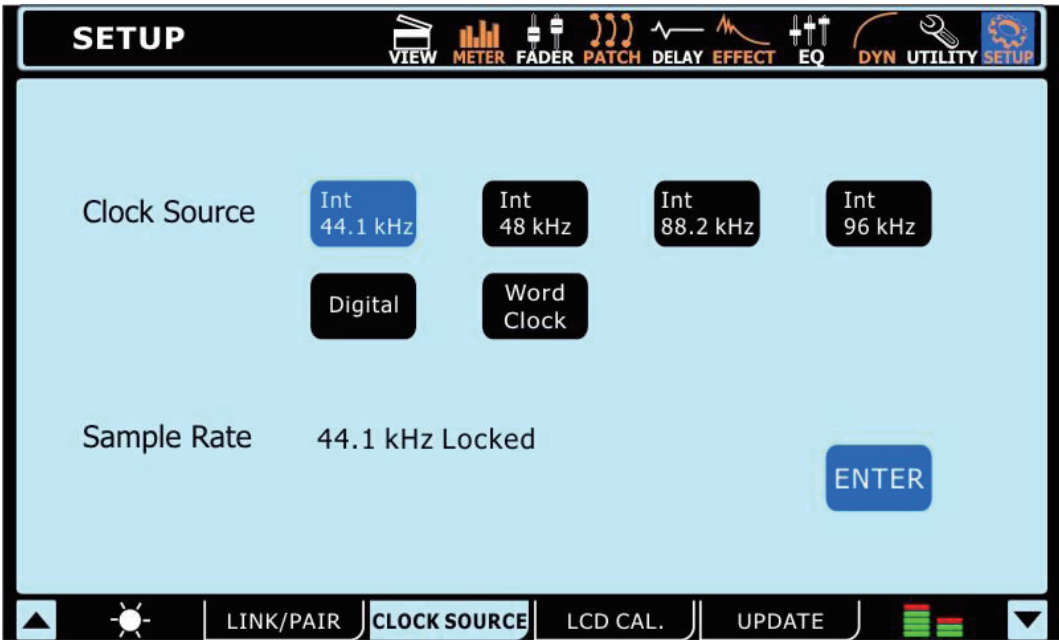 SETUP
VIEW METER FADER PATCH DELAY EFFECT EQ DYN UTILITY SETUP
Clock Source
Int
44.1 kHz
Int
48 kHz
Int
88.2 kHz
Int
96 kHz
Digital
Word
Clock
Sample Rate 44.1 kHz Locked
ENTER
LINK/PAIR CLOCK SOURCE LCD CAL. UPDATE